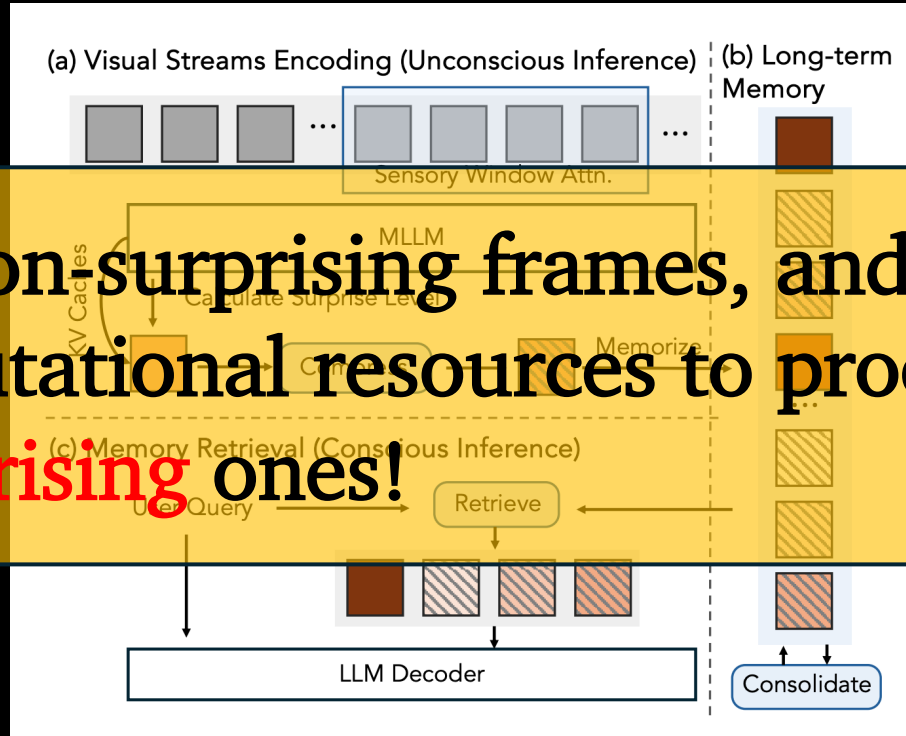 (a) Visual Streams Encoding (Unconscious Inference)
(b) Long-term
Memory
...
...
Sensory Window Attn.
MLLM
KV Caches
on-surprising frames, and
Calculate Surprise Level
Memorize
Compress
utational resources to proc
...
(c) Memory Retrieval (Conscious Inference)
rising ones!
User Query
Retrieve
LLM Decoder
Consolidate